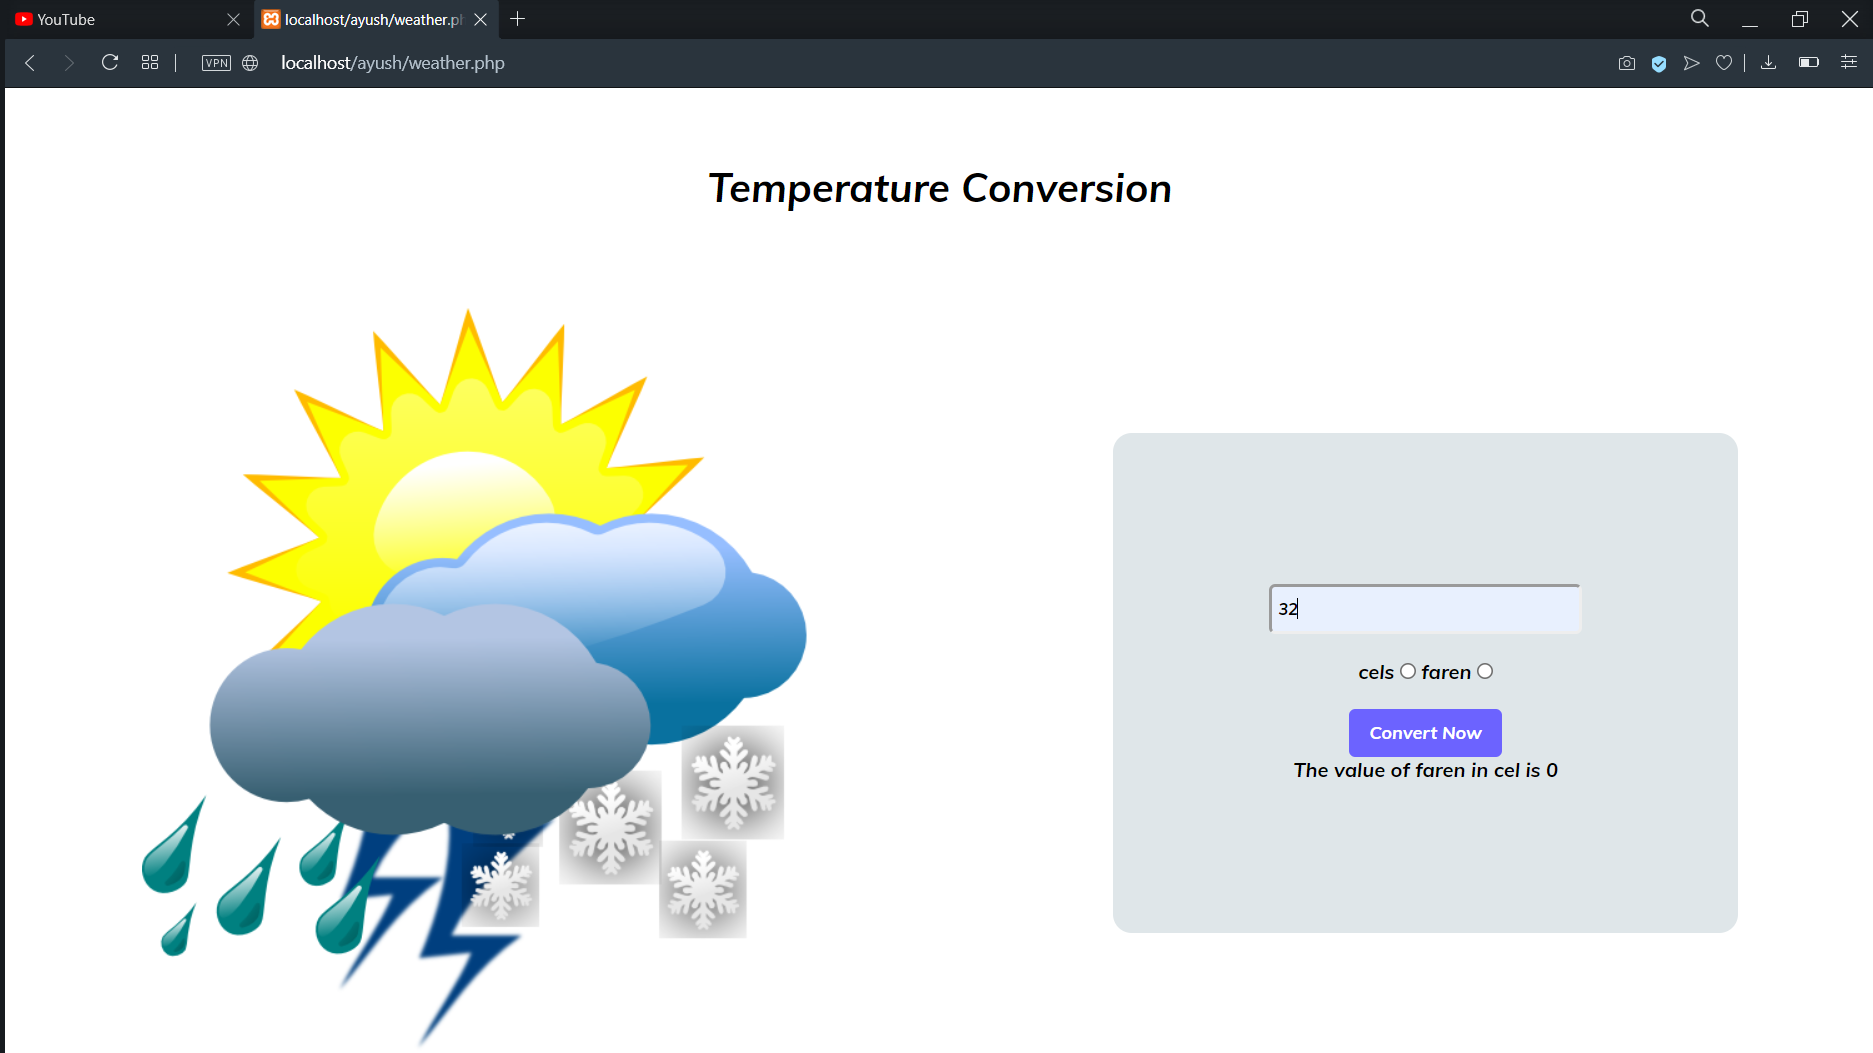 YouTube
localhost/ayush/weather.ph
VPN
localhost/ayush/weather.php
Temperature Conversion
32
cels faren
Convert Now
The value of faren in cel is 0